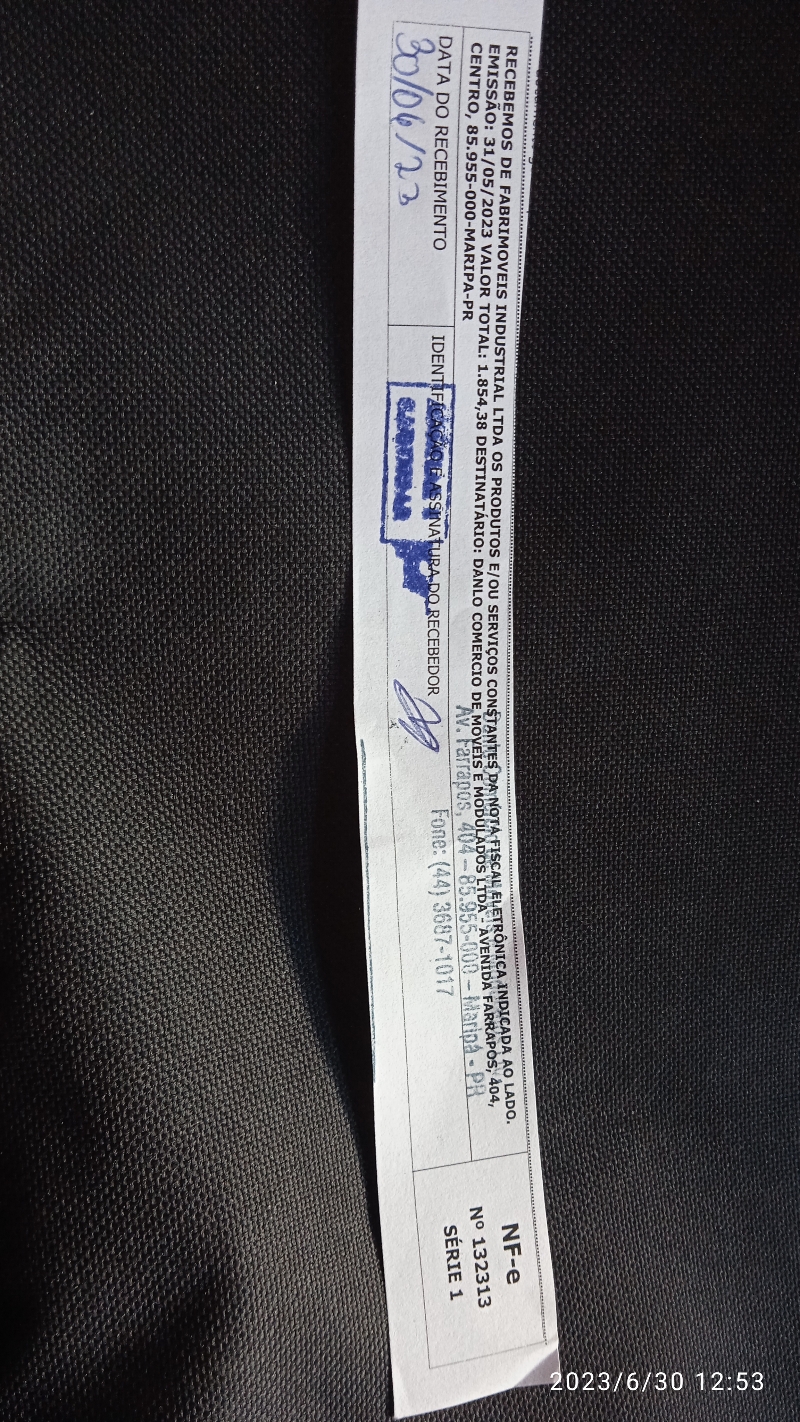 RECEBEMOS DE FABRIMOVEIS INDUSTRIAL LTDA OS PRODUTOS E/OU SERVIÇOS CONSTANTES DA NOTA FISCAL ELETRÔNICA INDICADA AO LADO.
EMISSÃO: 31/05/2023 VALOR TOTAL: 1.854,38 DESTINATÁRIO: DANLO COMERCIO DE MOVEIS E MODULADOS LTDA - AVENIDA FARRAPOS, 404,
CENTRO, 85.955-000-MARIPA-PR
Av. Farrapos, 404 – 85.955-000 – Maripá - PR
Fone: (44) 3687-1017
DATA DO RECEBIMENTO
30/06/23
IDENTIFICAÇÃO E ASSINATURA DO RECEBEDOR
NF-e
Nº 132313
SÉRIE 1
2023/6/30 12:53